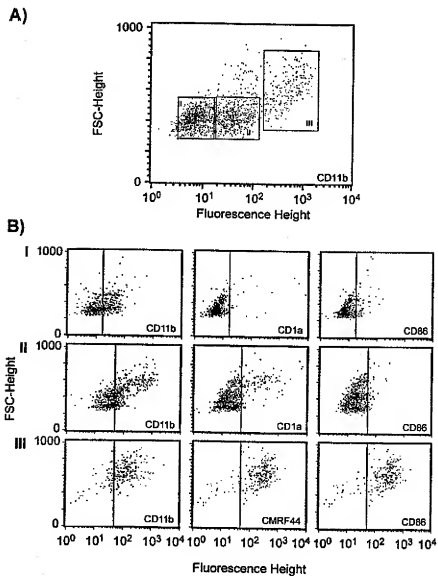 A)
1000
FSC-Height
0
II
III
CD11b
10⁰ 10¹ 10² 10³ 10⁴
Fluorescence Height
B)
I
1000
0
CD11b
CD1a
CD86
II
1000
0
CD11b
CD1a
CD86
FSC-Height
III
1000
0
CD11b
CMRF44
CD86
10⁰ 10¹ 10² 10³ 10⁴
10⁰ 10¹ 10² 10³ 10⁴
10⁰ 10¹ 10² 10³ 10⁴
Fluorescence Height